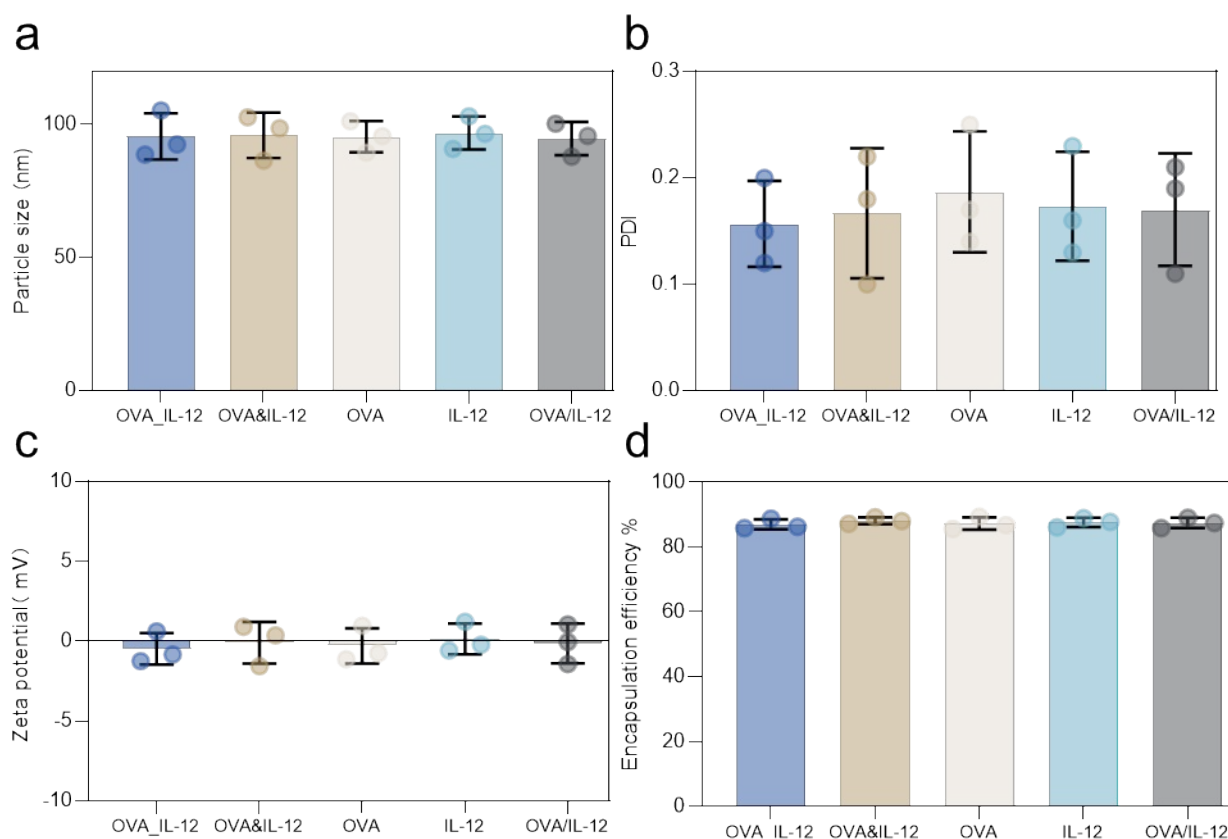 a
Particle size (nm)
100
50
0
OVA_IL-12 OVA&IL-12 OVA IL-12 OVA/IL-12
b
PDI
0.3
0.2
0.1
0.0
OVA_IL-12 OVA&IL-12 OVA IL-12 OVA/IL-12
c
Zeta potential( mV)
10
5
0
-5
-10
OVA_IL-12 OVA&IL-12 OVA IL-12 OVA/IL-12
d
Encapsulation efficiency %
100
80
60
40
20
0
OVA_IL-12 OVA&IL-12 OVA IL-12 OVA/IL-12